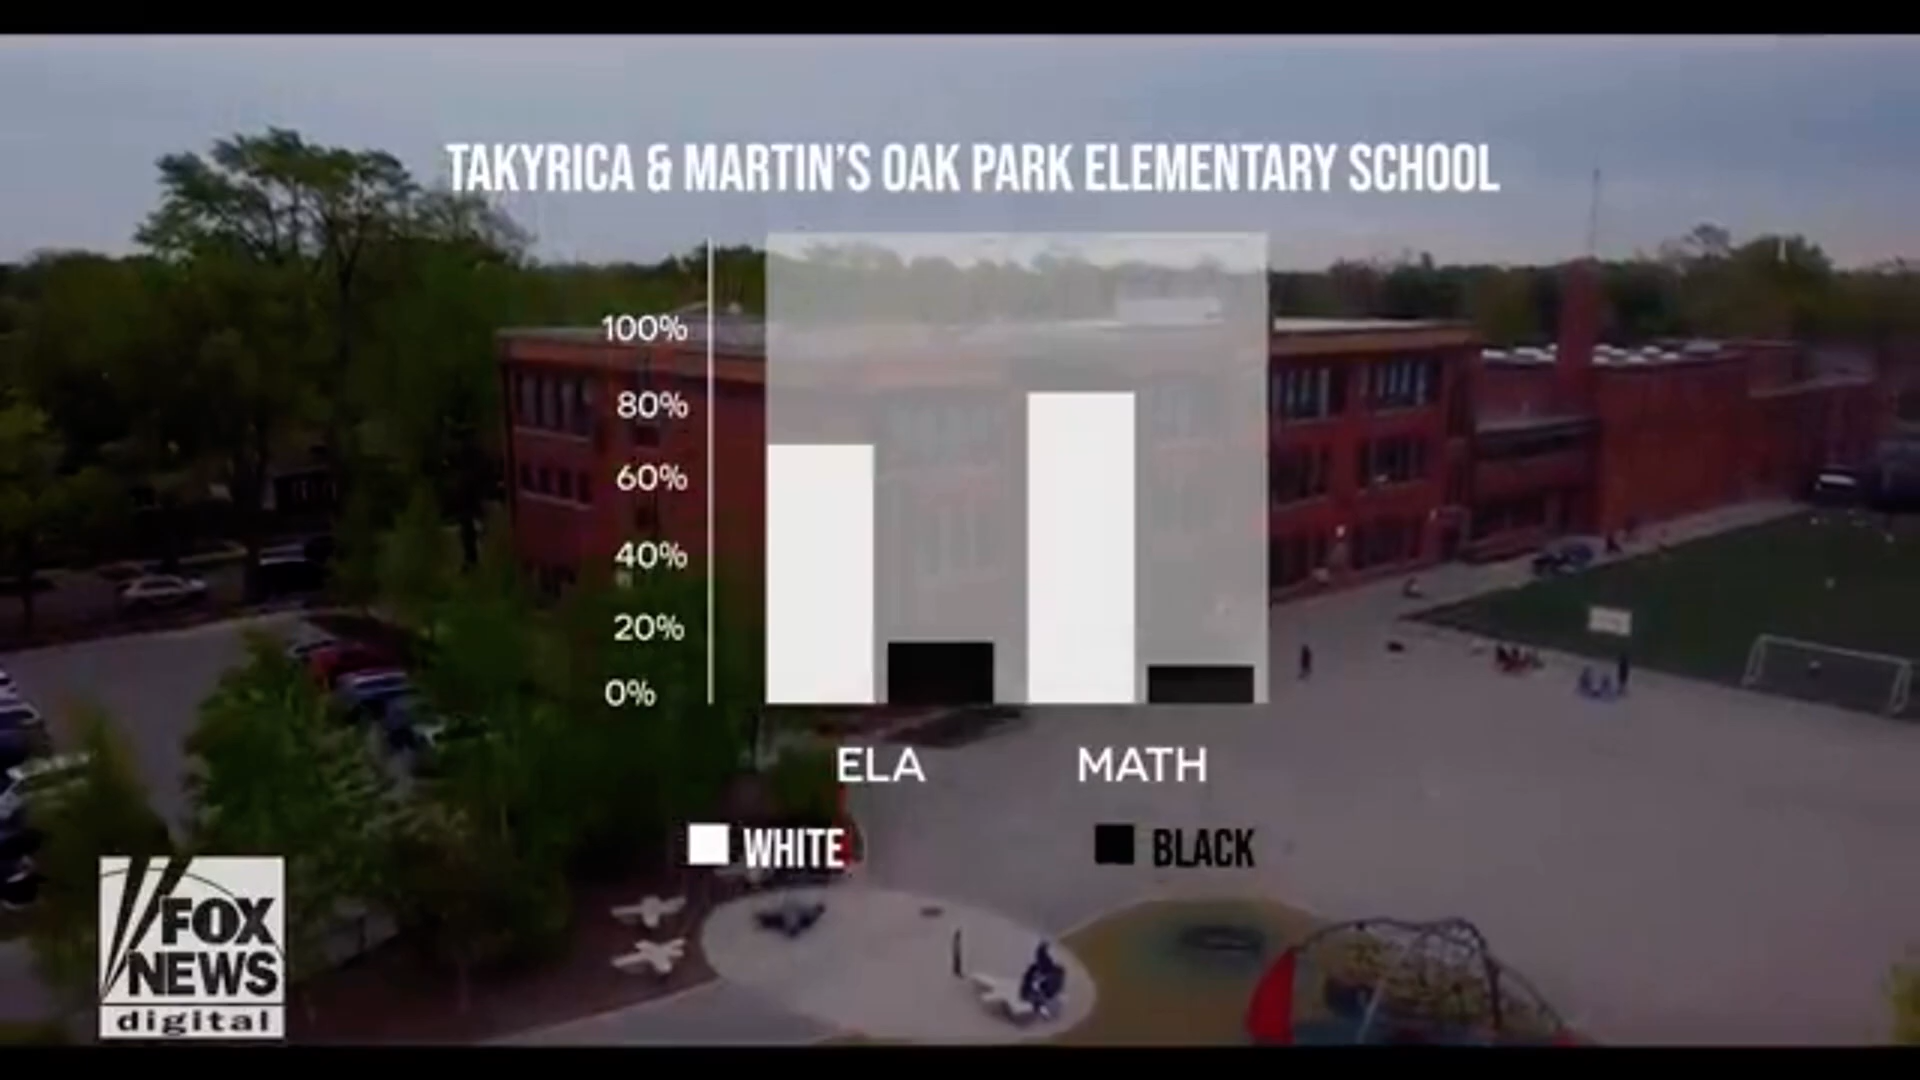 TAKYRICA & MARTIN'S OAK PARK ELEMENTARY SCHOOL
100%
80%
60%
40%
20%
0%
ELA MATH
WHITE BLACK
FOX
NEWS
digital